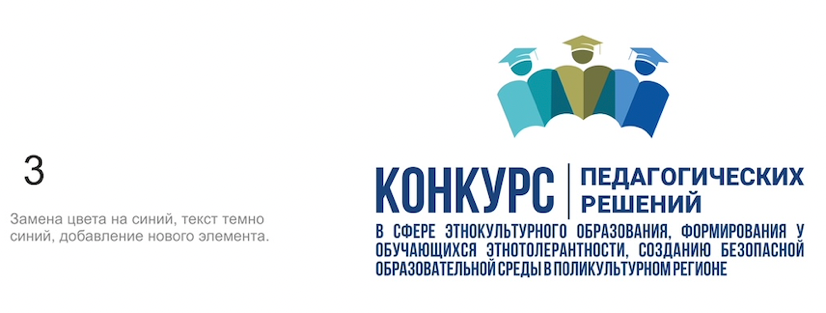 3
Замена цвета на синий, текст темно
синий, добавление нового элемента.
КОНКУРС
ПЕДАГОГИЧЕСКИХ
РЕШЕНИЙ
В СФЕРЕ ЭТНОКУЛЬТУРНОГО ОБРАЗОВАНИЯ, ФОРМИРОВАНИЯ У
ОБУЧАЮЩИХСЯ ЭТНОТОЛЕРАНТНОСТИ, СОЗДАНИЮ БЕЗОПАСНОЙ
ОБРАЗОВАТЕЛЬНОЙ СРЕДЫ В ПОЛИКУЛЬТУРНОМ РЕГИОНЕ